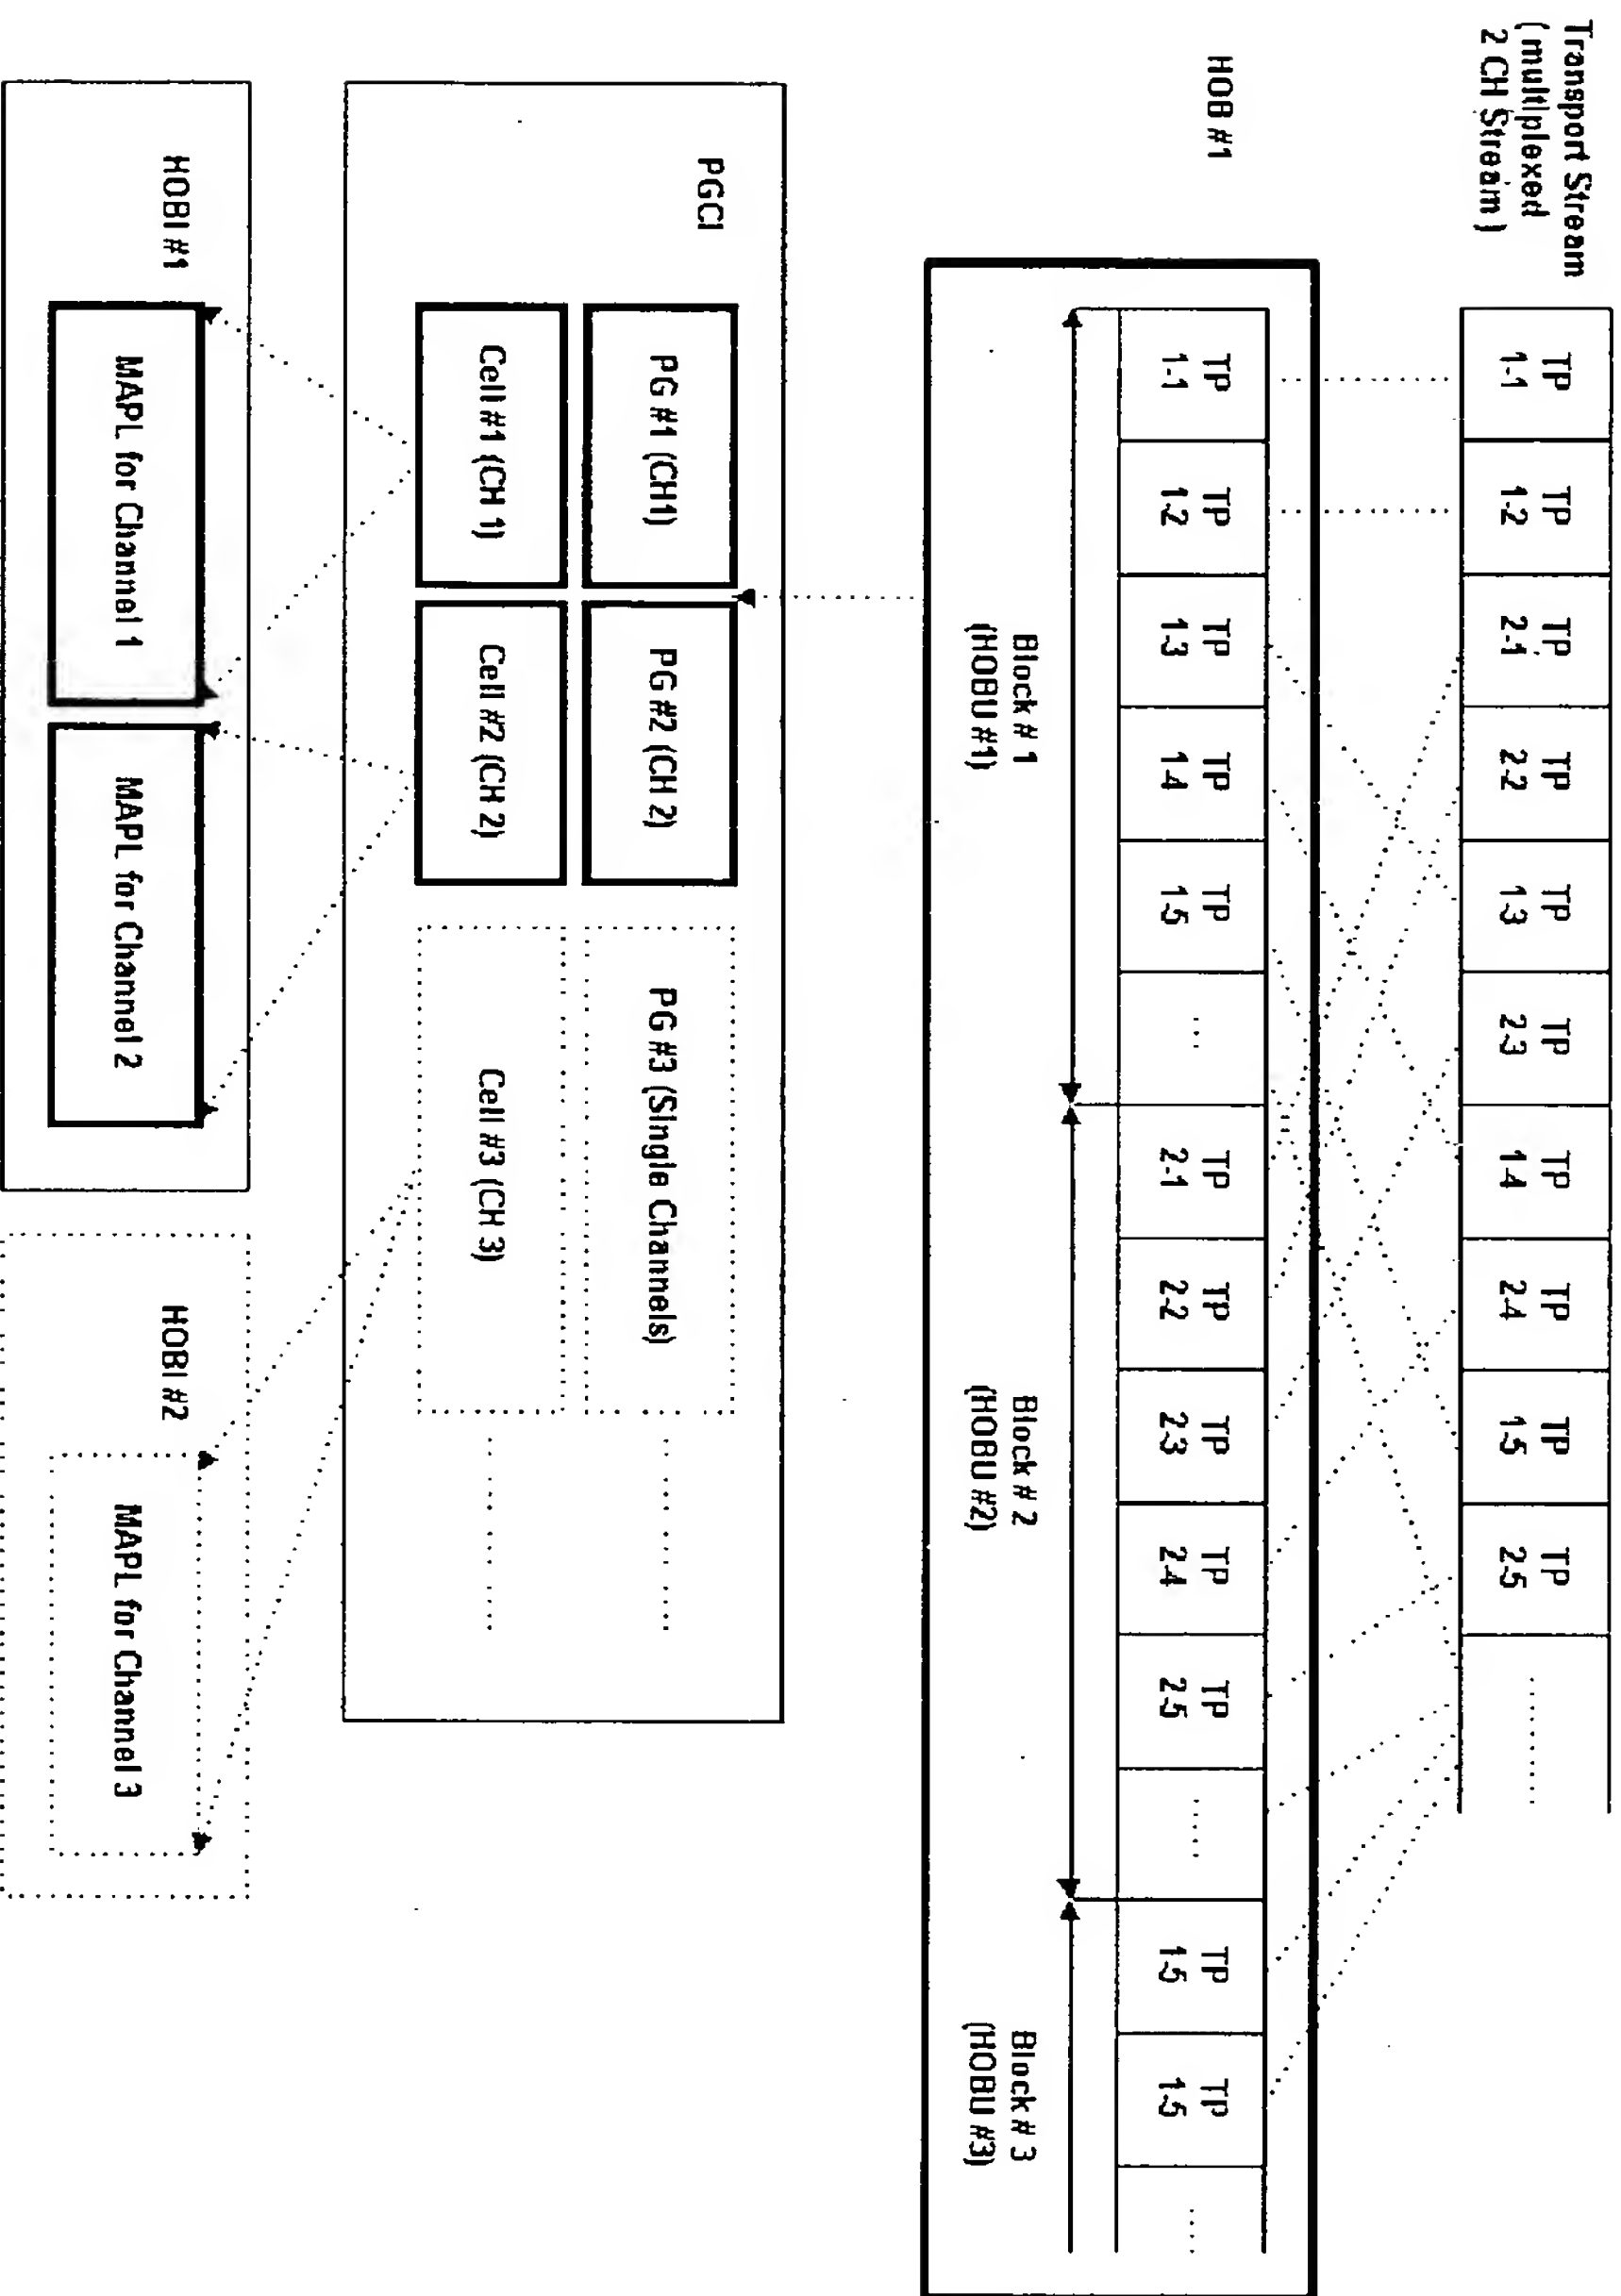 Transport Stream
( multiplexed
2 CH Stream )
TP
1-1
TP
1-2
TP
2-1
TP
2-2
TP
1-3
TP
2-3
TP
1-4
TP
2-4
TP
1-5
TP
2-5
.........
HOB #1
TP
1-1
TP
1-2
TP
1-3
TP
1-4
TP
1-5
...
TP
2-1
TP
2-2
TP
2-3
TP
2-4
TP
2-5
.....
TP
1-5
TP
1-5
.....
Block # 1
(HOBU #1)
Block # 2
(HOBU #2)
Block # 3
(HOBU #3)
PGCI
PG #1 (CH1)
PG #2 (CH 2)
PG #3 (Single Channels)
Cell #1 (CH 1)
Cell #2 (CH 2)
Cell #3 (CH 3)
HOBI #1
MAPL for Channel 1
MAPL for Channel 2
HOBI #2
MAPL for Channel 3